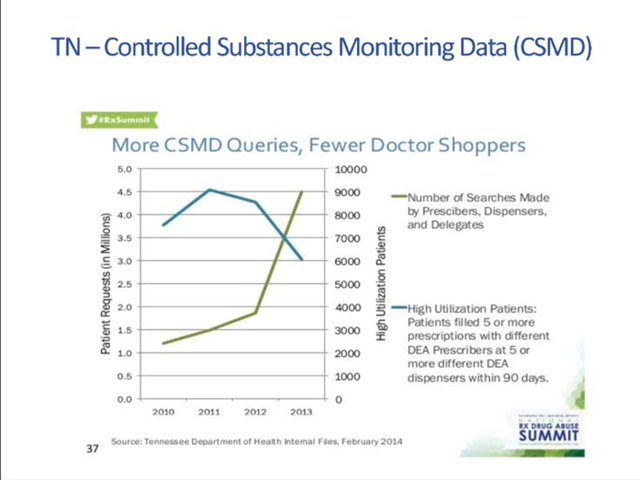 TN – Controlled Substances Monitoring Data (CSMD)
#RxSummit
More CSMD Queries, Fewer Doctor Shoppers
5.0
4.5
4.0
3.5
3.0
2.5
2.0
1.5
1.0
0.5
0.0
Patient Requests (in Millions)
10000
9000
8000
7000
6000
5000
4000
3000
2000
1000
0
High Utilization Patients
2010
2011
2012
2013
Number of Searches Made
by Prescibers, Dispensers,
and Delegates
High Utilization Patients:
Patients filled 5 or more
prescriptions with different
DEA Prescribers at 5 or
more different DEA
dispensers within 90 days.
Source: Tennessee Department of Health Internal Files, February 2014
37
RX DRUG ABUSE
SUMMIT